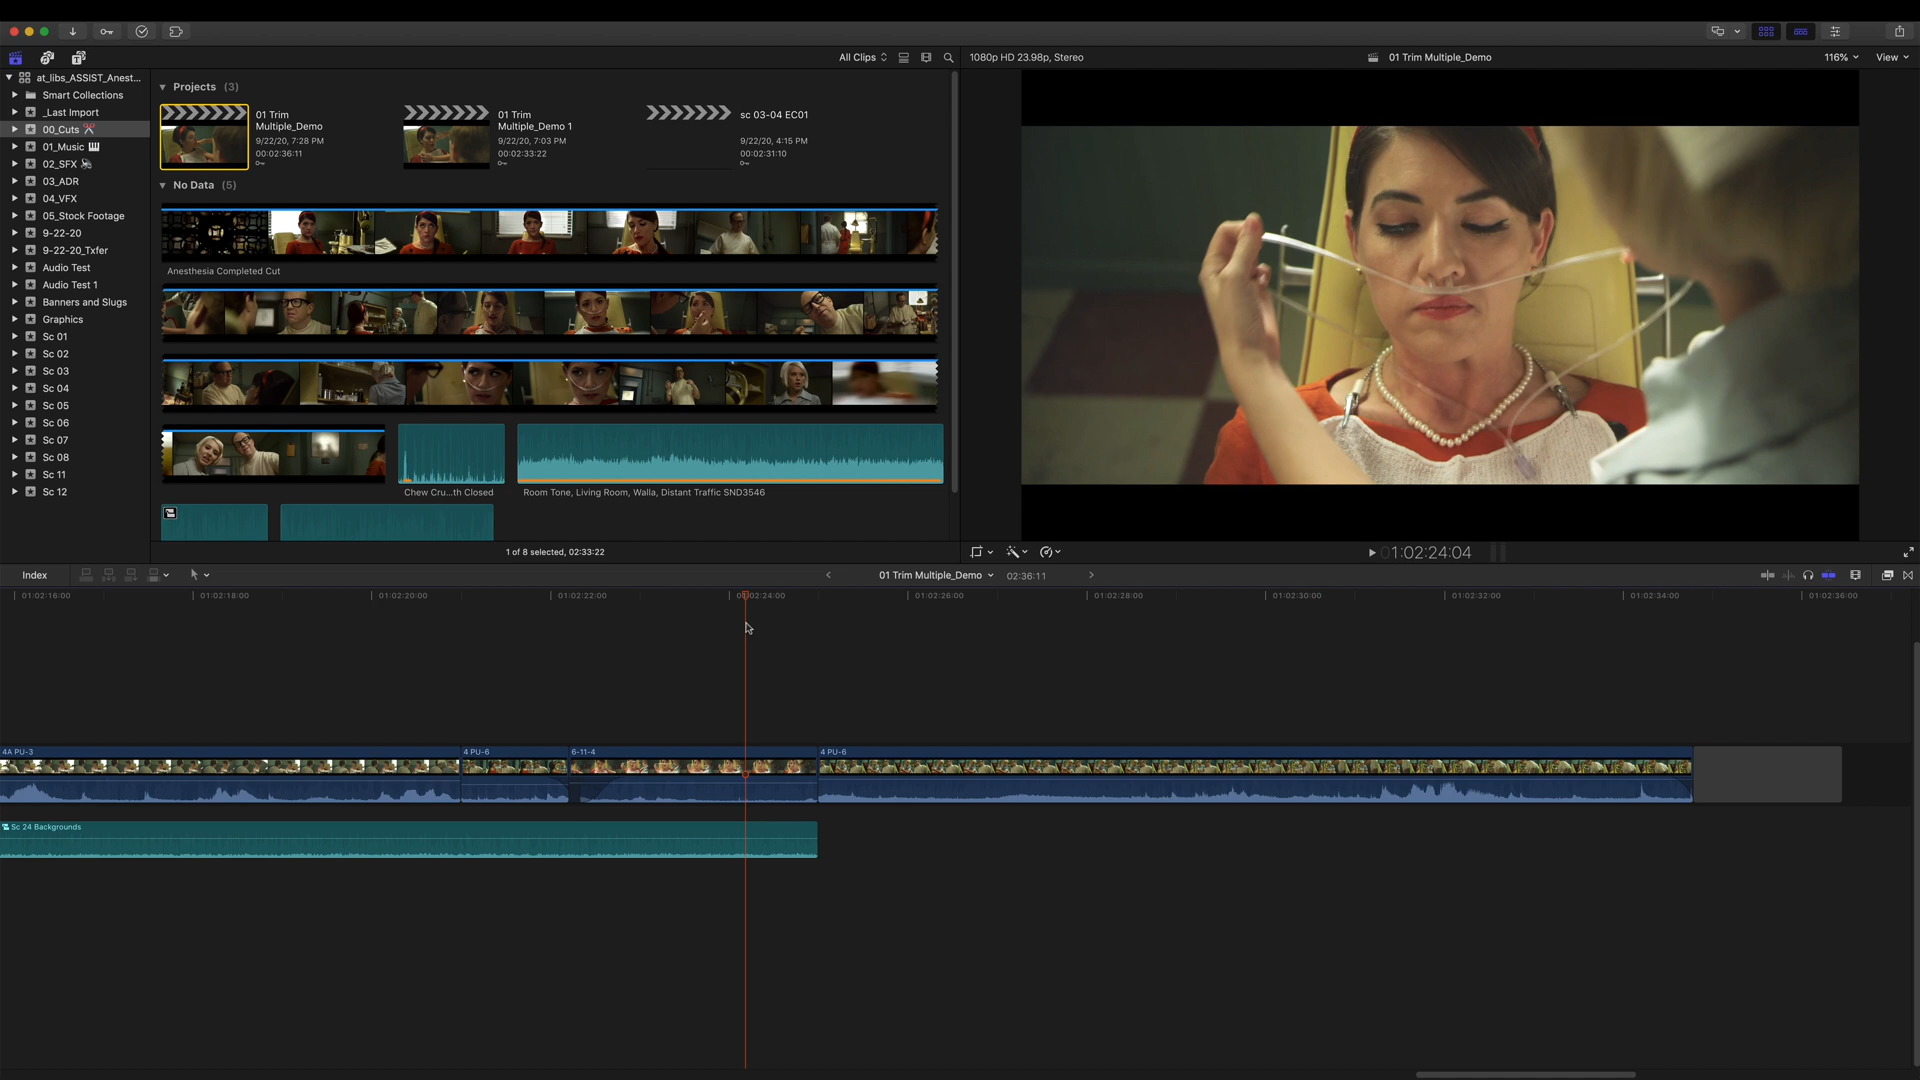 All Clips
1080p HD 23.98p, Stereo
01 Trim Multiple_Demo
116%
View
at_libs_ASSIST_Anest...
Smart Collections
_Last Import
00_Cuts
01_Music
02_SFX
03_ADR
04_VFX
05_Stock Footage
9-22-20
9-22-20_Txfer
Audio Test
Audio Test 1
Banners and Slugs
Graphics
Sc 01
Sc 02
Sc 03
Sc 04
Sc 05
Sc 06
Sc 07
Sc 08
Sc 11
Sc 12
Projects (3)
01 Trim
Multiple_Demo
9/22/20, 7:28 PM
00:02:36:11
01 Trim
Multiple_Demo 1
9/22/20, 7:03 PM
00:02:33:22
sc 03-04 EC01
9/22/20, 4:15 PM
00:02:31:10
No Data (5)
Anesthesia Completed Cut
Chew Cru...th Closed
Room Tone, Living Room, Walla, Distant Traffic SND3546
1 of 8 selected, 02:33:22
01:02:24:04
Index
01 Trim Multiple_Demo
02:36:11
01:02:16:00
01:02:18:00
01:02:20:00
01:02:22:00
01:02:24:00
01:02:26:00
01:02:28:00
01:02:30:00
01:02:32:00
01:02:34:00
01:02:36:00
4A PU-3
4 PU-6
6-11-4
4 PU-6
Sc 24 Backgrounds